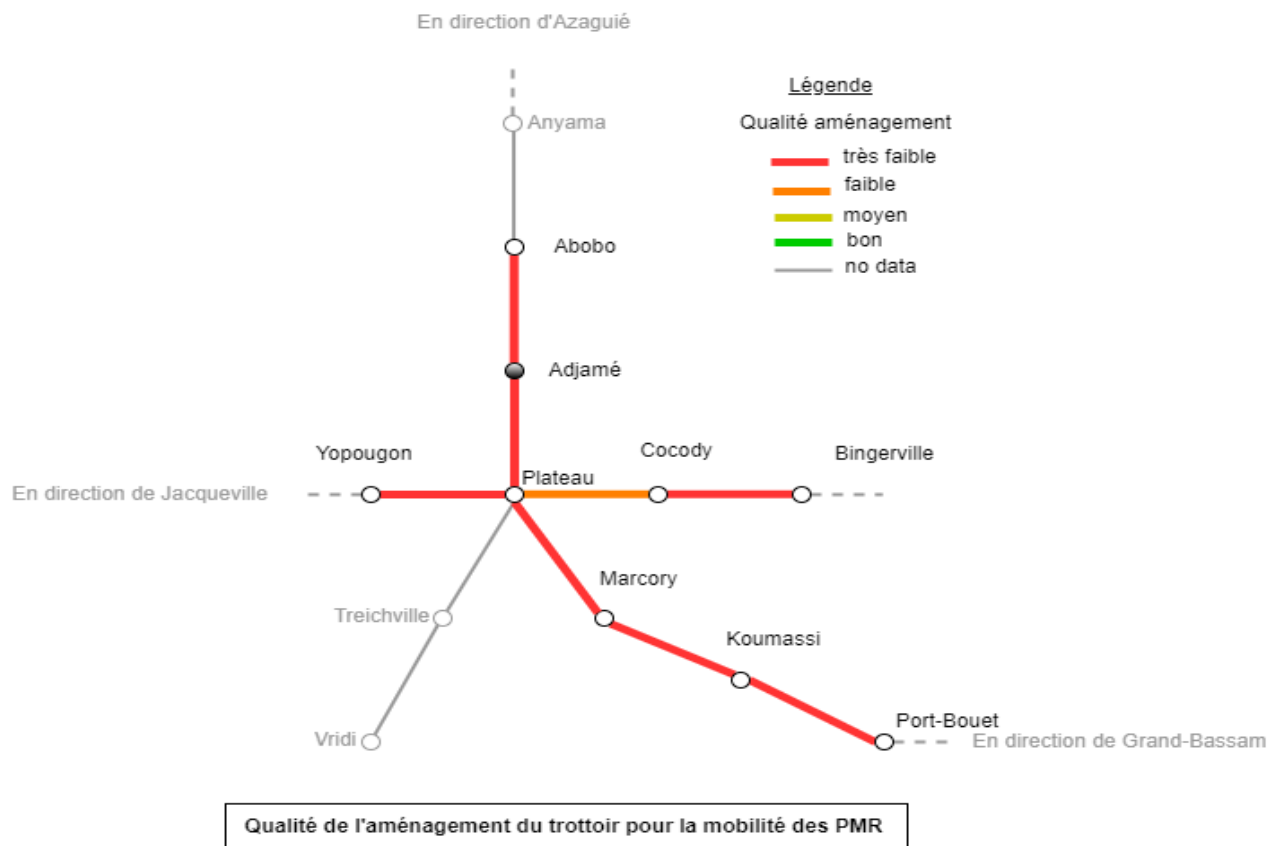 En direction d'Azaguié
Légende
Anyama
Qualité aménagement
très faible
faible
moyen
bon
no data
Abobo
Adjamé
Yopougon
Cocody
Bingerville
Plateau
En direction de Jacqueville
Marcory
Treichville
Koumassi
Port-Bouet
Vridi
En direction de Grand-Bassam
Qualité de l'aménagement du trottoir pour la mobilité des PMR